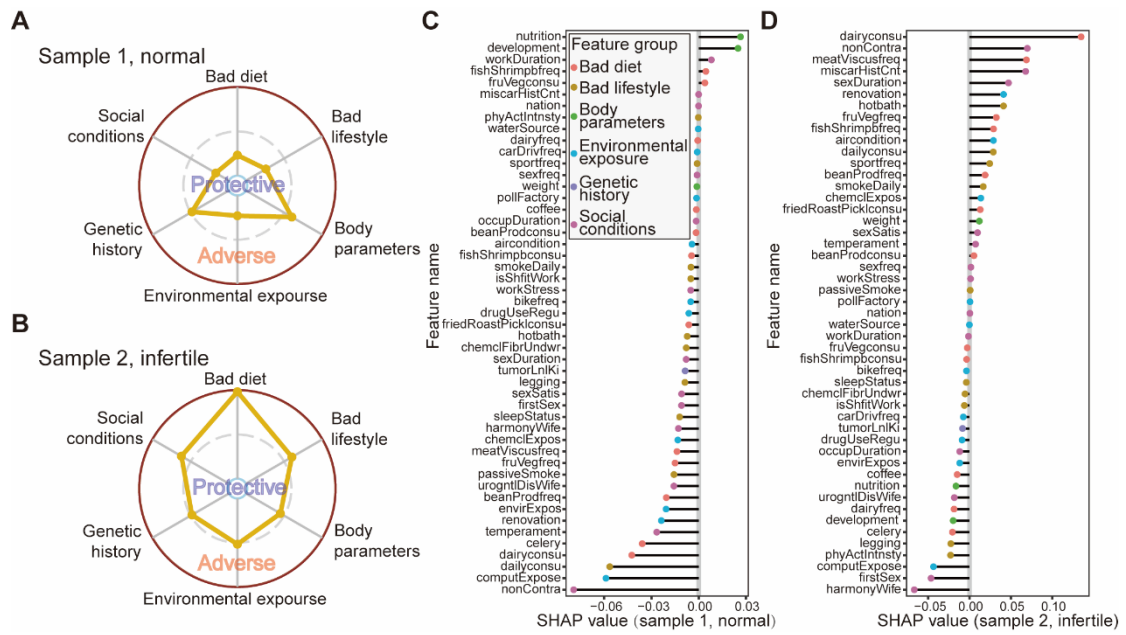 A
Sample 1, normal
Bad diet
Social
conditions
Bad
lifestyle
Protective
Genetic
history
Adverse
Body
parameters
Environmental expourse
B
Sample 2, infertile
Bad diet
Social
conditions
Bad
lifestyle
Protective
Genetic
history
Adverse
Body
parameters
Environmental expourse
C
Feature name
nutrition
development
workDuration
fishShrimpbfreq
fruVegconsu
miscarHistCnt
nation
phyActIntnsty
waterSource
dairyfreq
carDrivfreq
sportfreq
sexfreq
weight
pollFactory
coffee
occupDuration
beanProdconsu
aircondition
fishShrimpbconsu
smokeDaily
isShfitWork
workStress
bikefreq
drugUseRegu
friedRoastPicklconsu
hotbath
chemclFibrUndwr
sexDuration
tumorLnlKi
legging
sexSatis
firstSex
sleepStatus
harmonyWife
chemclExpos
meatViscusfreq
fruVegfreq
passiveSmoke
urogntlDisWife
beanProdfreq
envirExpos
renovation
temperament
celery
dairyconsu
dailyconsu
computExpose
nonContra
Feature group
Bad diet
Bad lifestyle
Body
parameters
Environmental
exposure
Genetic
history
Social
conditions
-0.06 -0.03 0.00 0.03
SHAP value (sample 1, normal)
D
Feature name
dairyconsu
nonContra
meatViscusfreq
miscarHistCnt
sexDuration
renovation
hotbath
fruVegfreq
fishShrimpbfreq
aircondition
dailyconsu
sportfreq
beanProdfreq
smokeDaily
chemclExpos
friedRoastPicklconsu
weight
sexSatis
temperament
beanProdconsu
sexfreq
workStress
passiveSmoke
pollFactory
nation
waterSource
workDuration
fruVegconsu
fishShrimpbconsu
bikefreq
sleepStatus
chemclFibrUndwr
isShfitWork
carDrivfreq
tumorLnlKi
drugUseRegu
occupDuration
envirExpos
coffee
nutrition
urogntlDisWife
dairyfreq
development
celery
legging
phyActIntnsty
computExpose
firstSex
harmonyWife
-0.05 0.00 0.05 0.10
SHAP value (sample 2, infertile)